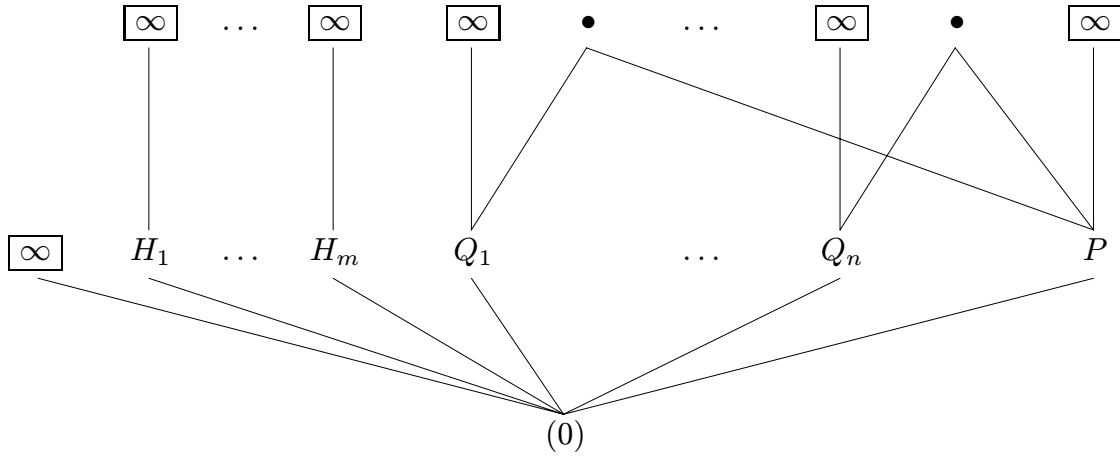 ∞ … ∞ ∞ • … ∞ • ∞
∞ H₁ … Hₘ Q₁ … Qₙ P
(0)